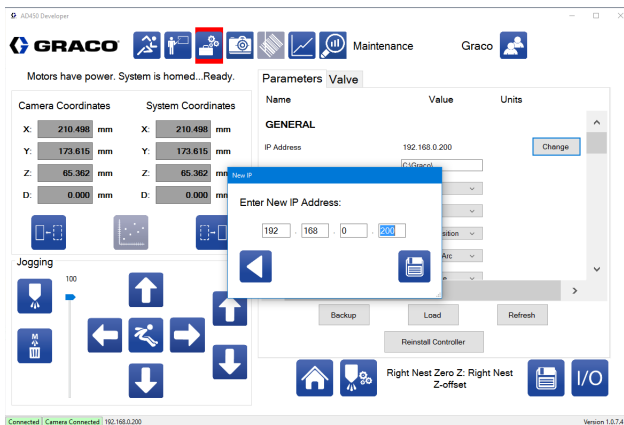 AD450 Developer
GRACO
Maintenance
Graco
Motors have power. System is homed...Ready.
Parameters Valve
Camera Coordinates
System Coordinates
X: 210.498 mm
X: 210.498 mm
Y: 173.615 mm
Y: 173.615 mm
Z: 65.362 mm
Z: 65.362 mm
D: 0.000 mm
D: 0.000 mm
Name Value Units
GENERAL
IP Address 192.168.0.200 Change
C:\Graco\
sition
Arc
New IP
Enter New IP Address:
192 . 168 . 0 . 200
Jogging
100
M
Backup Load Refresh
Reinstall Controller
Right Nest Zero Z: Right Nest
Z-offset
I/O
Connected Camera Connected 192.168.0.200
Version 1.0.7.4